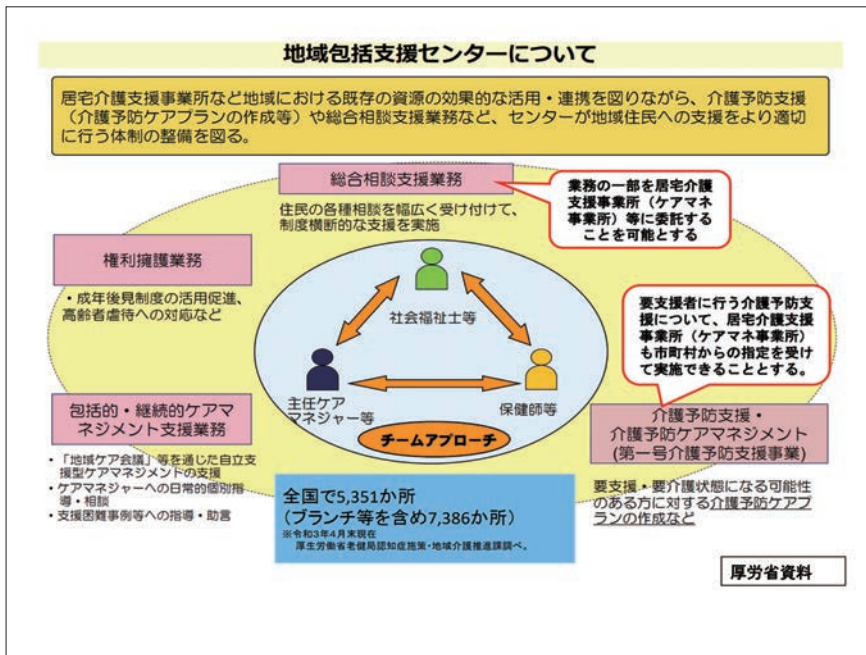 地域包括支援センターについて
居宅介護支援事業所など地域における既存の資源の効果的な活用・連携を図りながら、介護予防支援
（介護予防ケアプランの作成等）や総合相談支援業務など、センターが地域住民への支援をより適切
に行う体制の整備を図る。
総合相談支援業務
住民の各種相談を幅広く受け付けて、
制度横断的な支援を実施
業務の一部を居宅介護
支援事業所（ケアマネ
事業所）等に委託する
ことを可能とする
権利擁護業務
・成年後見制度の活用促進、
高齢者虐待への対応など
社会福祉士等
要支援者に行う介護予防支
援について、居宅介護支援
事業所（ケアマネ事業所）
も市町村からの指定を受け
て実施できることとする。
主任ケア
マネジャー等
保健師等
チームアプローチ
包括的・継続的ケアマ
ネジメント支援業務
・「地域ケア会議」等を通じた自立支
援型ケアマネジメントの支援
・ケアマネジャーへの日常的個別指
導・相談
・支援困難事例等への指導・助言
介護予防支援・
介護予防ケアマネジメント
(第一号介護予防支援事業)
要支援・要介護状態になる可能性
のある方に対する介護予防ケアプ
ランの作成など
全国で5,351か所
（ブランチ等を含め7,386か所）
※令和3年4月末現在
厚生労働省老健局認知症施策・地域介護推進課調べ。
厚労省資料